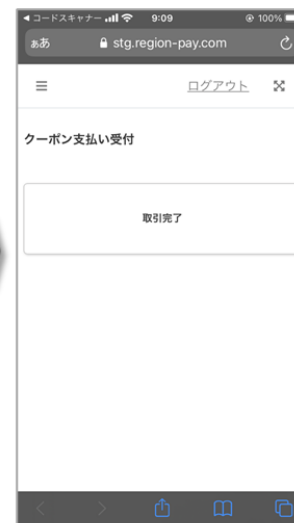 コードスキャナー 9:09 100%
ああ stg.region-pay.com
ログアウト
クーポン支払い受付
取引完了